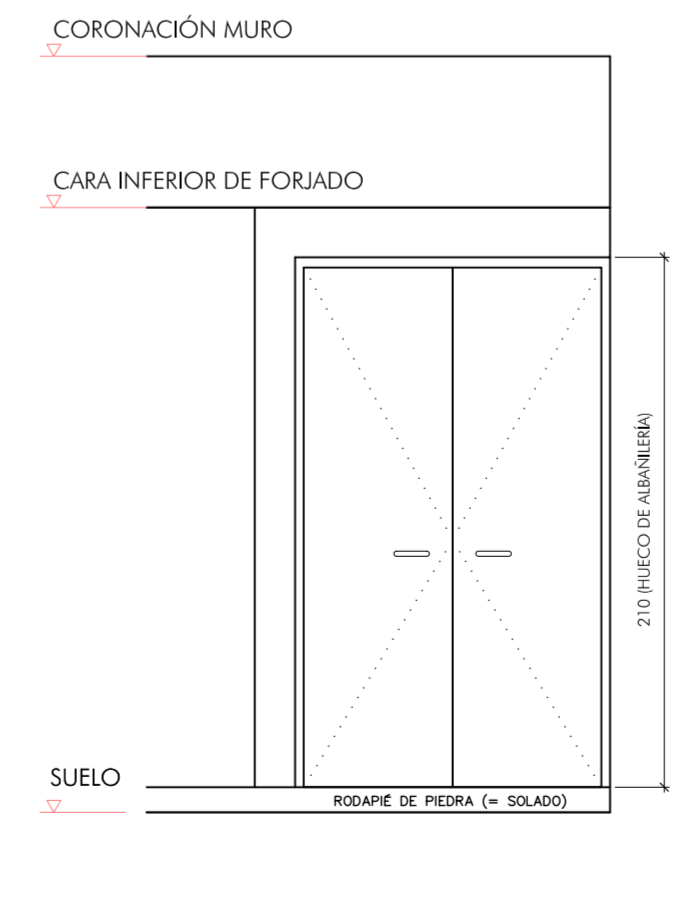 CORONACIÓN MURO
CARA INFERIOR DE FORJADO
210 (HUECO DE ALBAÑILERÍA)
SUELO
RODAPIÉ DE PIEDRA (= SOLADO)